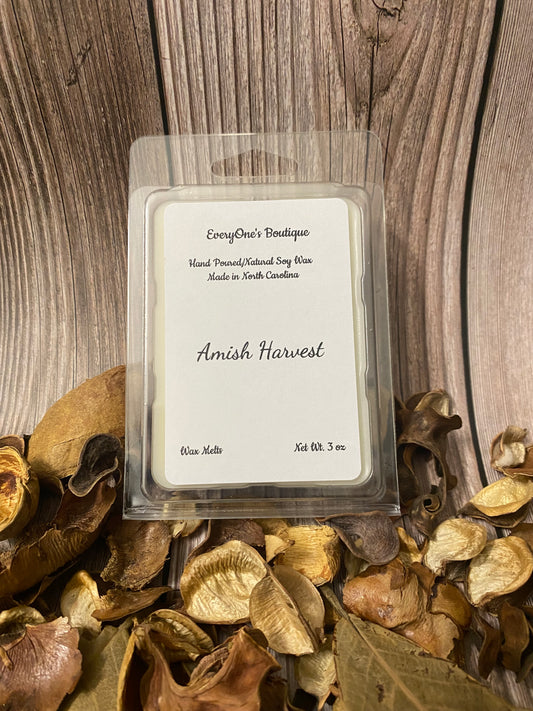 EveryOne's Boutique
Hand Poured/Natural Soy Wax
Made in North Carolina
Amish Harvest
Wax Melts Net Wt. 3 oz